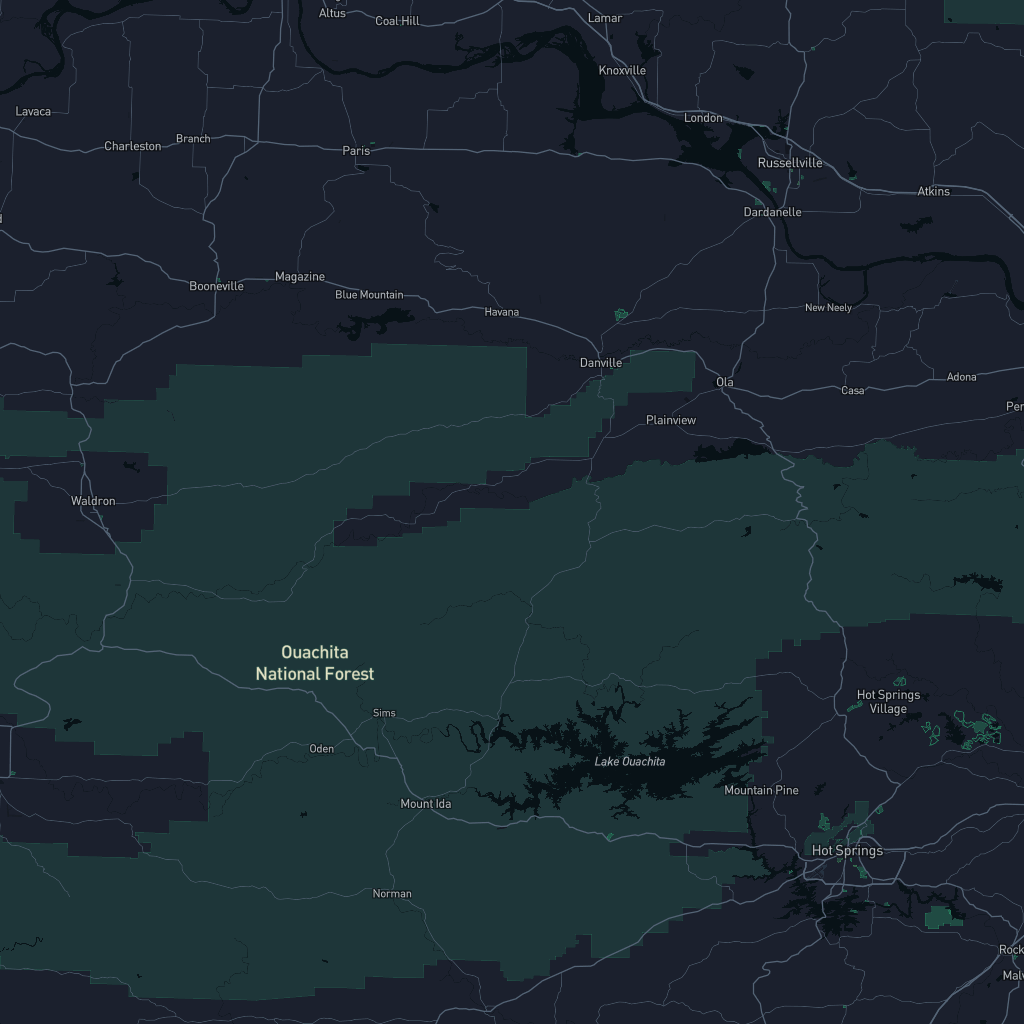 Altus
Coal Hill
Lamar
Knoxville
Lavaca
London
Charleston
Branch
Paris
Russellville
Atkins
Dardanelle
Magazine
Booneville
Blue Mountain
Havana
New Neely
Danville
Ola
Adona
Casa
Plainview
Waldron
Ouachita
National Forest
Hot Springs
Village
Sims
Oden
Lake Ouachita
Mountain Pine
Mount Ida
Hot Springs
Norman